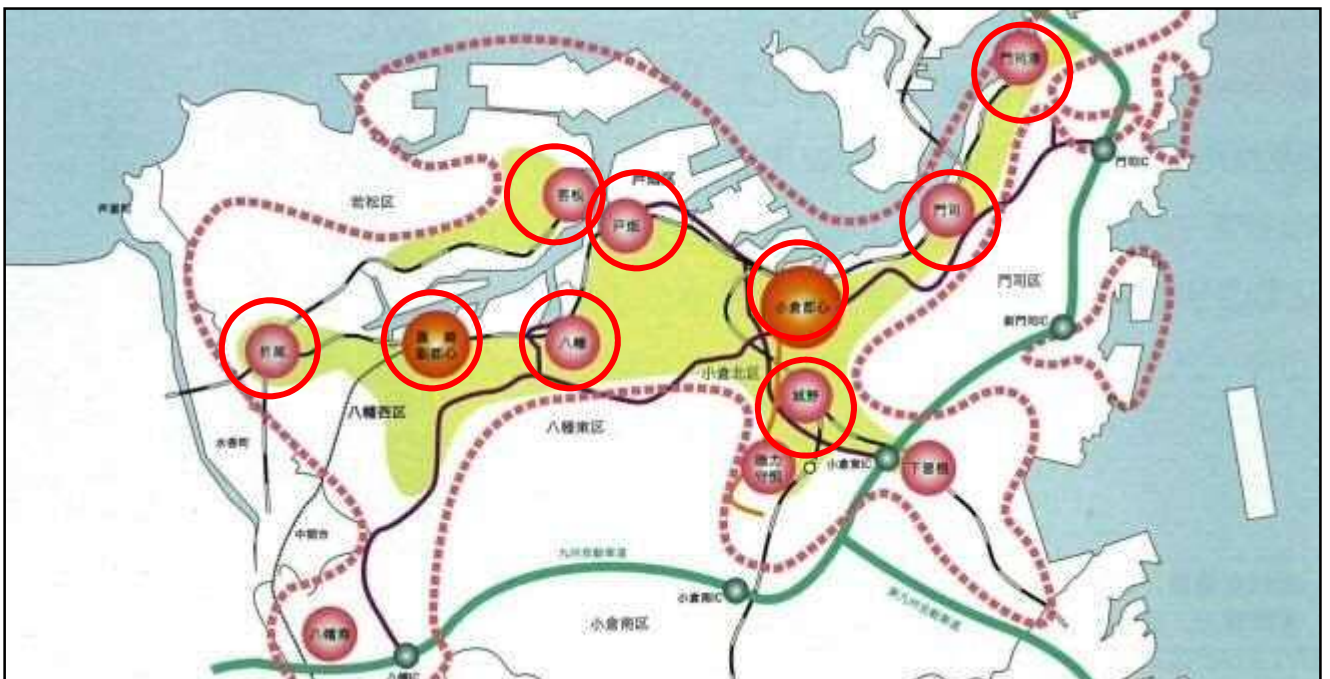 門司港
門司IC
若松
戸畑区
若松区
芦屋町
戸畑
門司
門司区
小倉都心
新門司IC
折尾
黒崎
副都心
八幡
小倉北区
城野
八幡西区
八幡東区
水巻町
徳力
守恒
小倉東IC
下曽根
中間市
九州自動車道
小倉南IC
東九州自動車道
小倉南区
八幡南
八幡IC